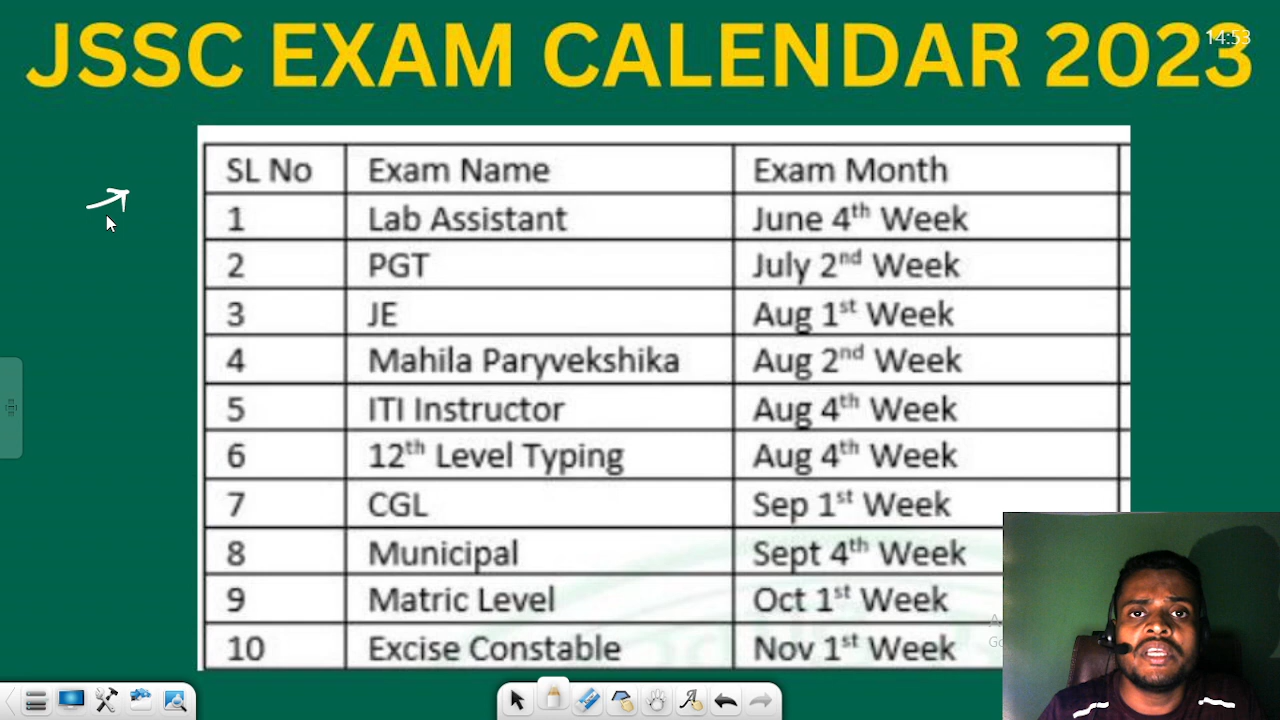 JSSC EXAM CALENDAR 2023
14:53
SL No Exam Name Exam Month
1 Lab Assistant June 4th Week
2 PGT July 2nd Week
3 JE Aug 1st Week
4 Mahila Paryvekshika Aug 2nd Week
5 ITI Instructor Aug 4th Week
6 12th Level Typing Aug 4th Week
7 CGL Sep 1st Week
8 Municipal Sept 4th Week
9 Matric Level Oct 1st Week
10 Excise Constable Nov 1st Week